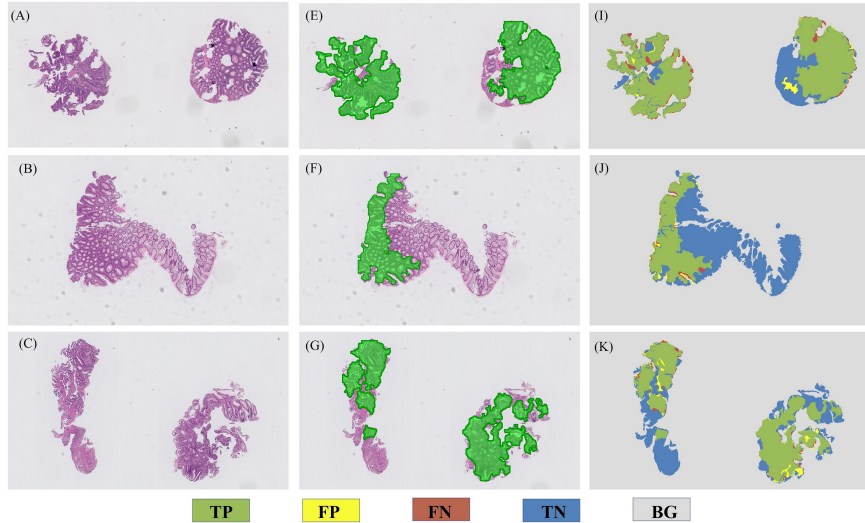 (A) (E) (I)
(B) (F) (J)
(C) (G) (K)
TP FP FN TN BG